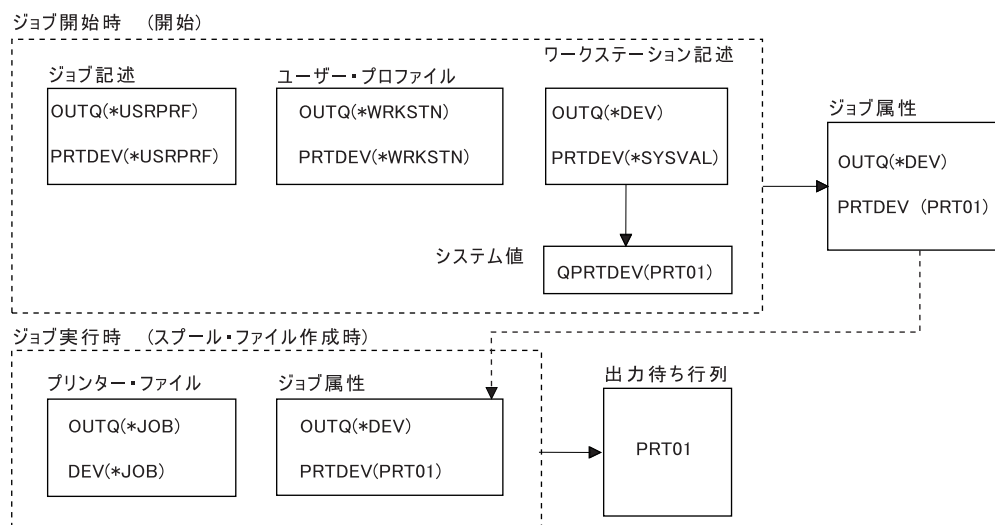 ジョブ開始時 (開始)
ジョブ記述
OUTQ(*USRPRF)
PRTDEV(*USRPRF)
ユーザー・プロファイル
OUTQ(*WRKSTN)
PRTDEV(*WRKSTN)
ワークステーション記述
OUTQ(*DEV)
PRTDEV(*SYSVAL)
システム値
QPRTDEV(PRT01)
ジョブ属性
OUTQ(*DEV)
PRTDEV (PRT01)
ジョブ実行時 (スプール・ファイル作成時)
プリンター・ファイル
OUTQ(*JOB)
DEV(*JOB)
ジョブ属性
OUTQ(*DEV)
PRTDEV(PRT01)
出力待ち行列
PRT01